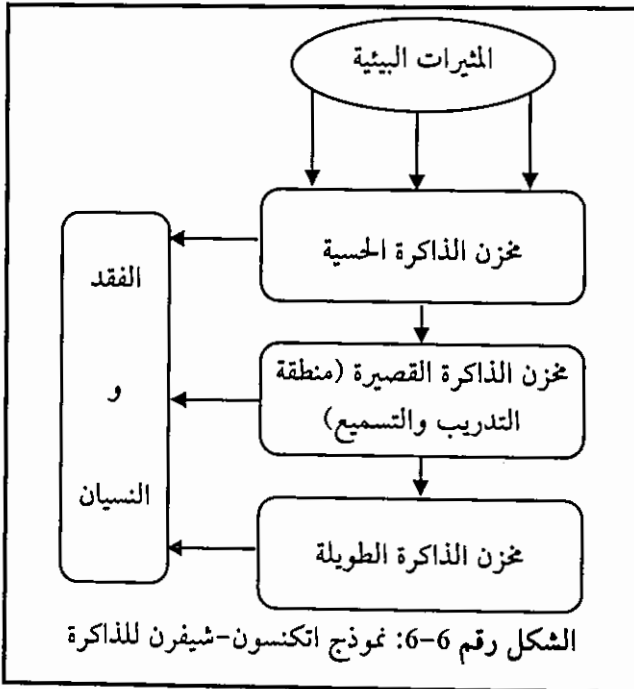 المثيرات البيئية
مخزن الذاكرة الحسية
الفقد
مخزن الذاكرة القصيرة (منطقة
التدريب والتسميع)
و
النسيان
مخزن الذاكرة الطويلة
الشكل رقم 6-6: نموذج اتكنسون-شيفرن للذاكرة